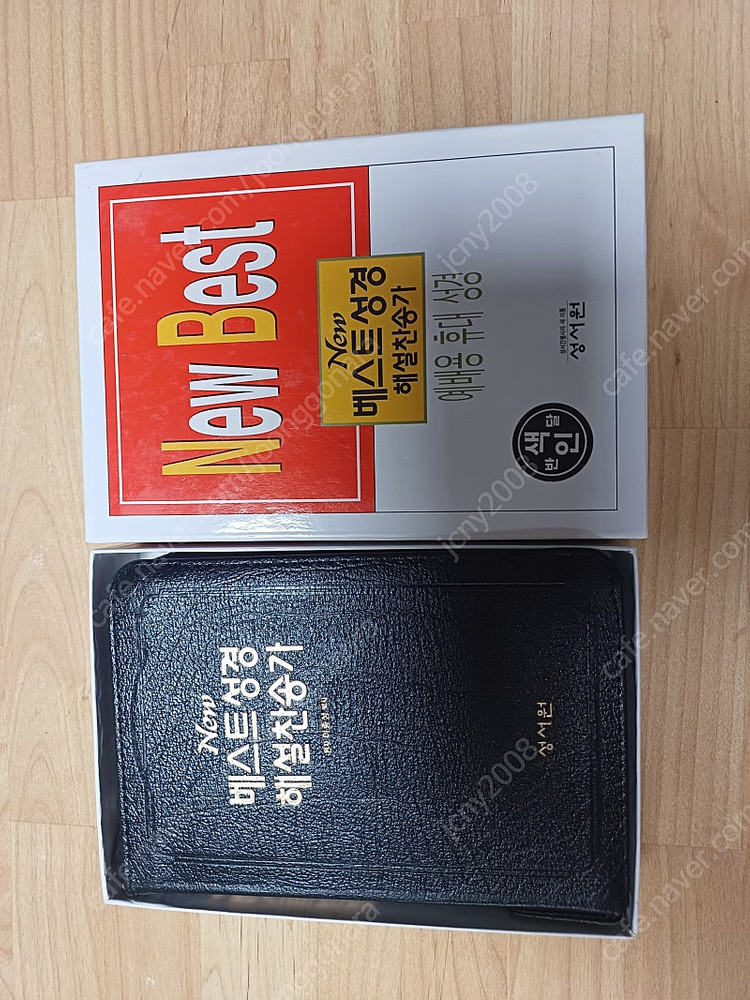 New Best
New
베스트성경
해설찬송가
예배용 휴대 성경
반달
색인
성서원
New
베스트성경
해설찬송가
성서원
cafe.naver.com/joonggonara
jcny2008